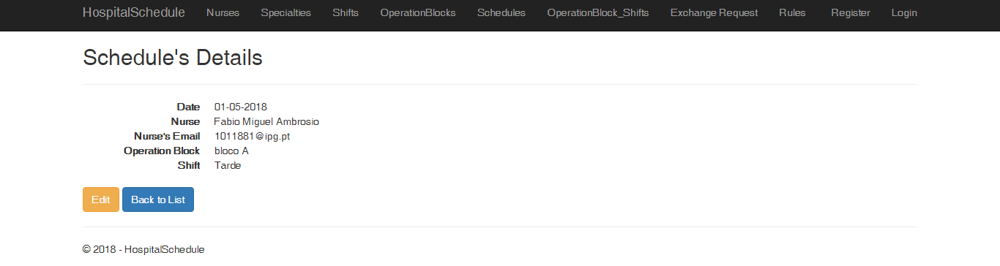 HospitalSchedule Nurses Specialties Shifts OperationBlocks Schedules OperationBlock_Shifts Exchange Request Rules Register Login
Schedule's Details
Date 01-05-2018
Nurse Fabio Miguel Ambrosio
Nurse's Email 1011881@ipg.pt
Operation Block bloco A
Shift Tarde
Edit Back to List
© 2018 - HospitalSchedule